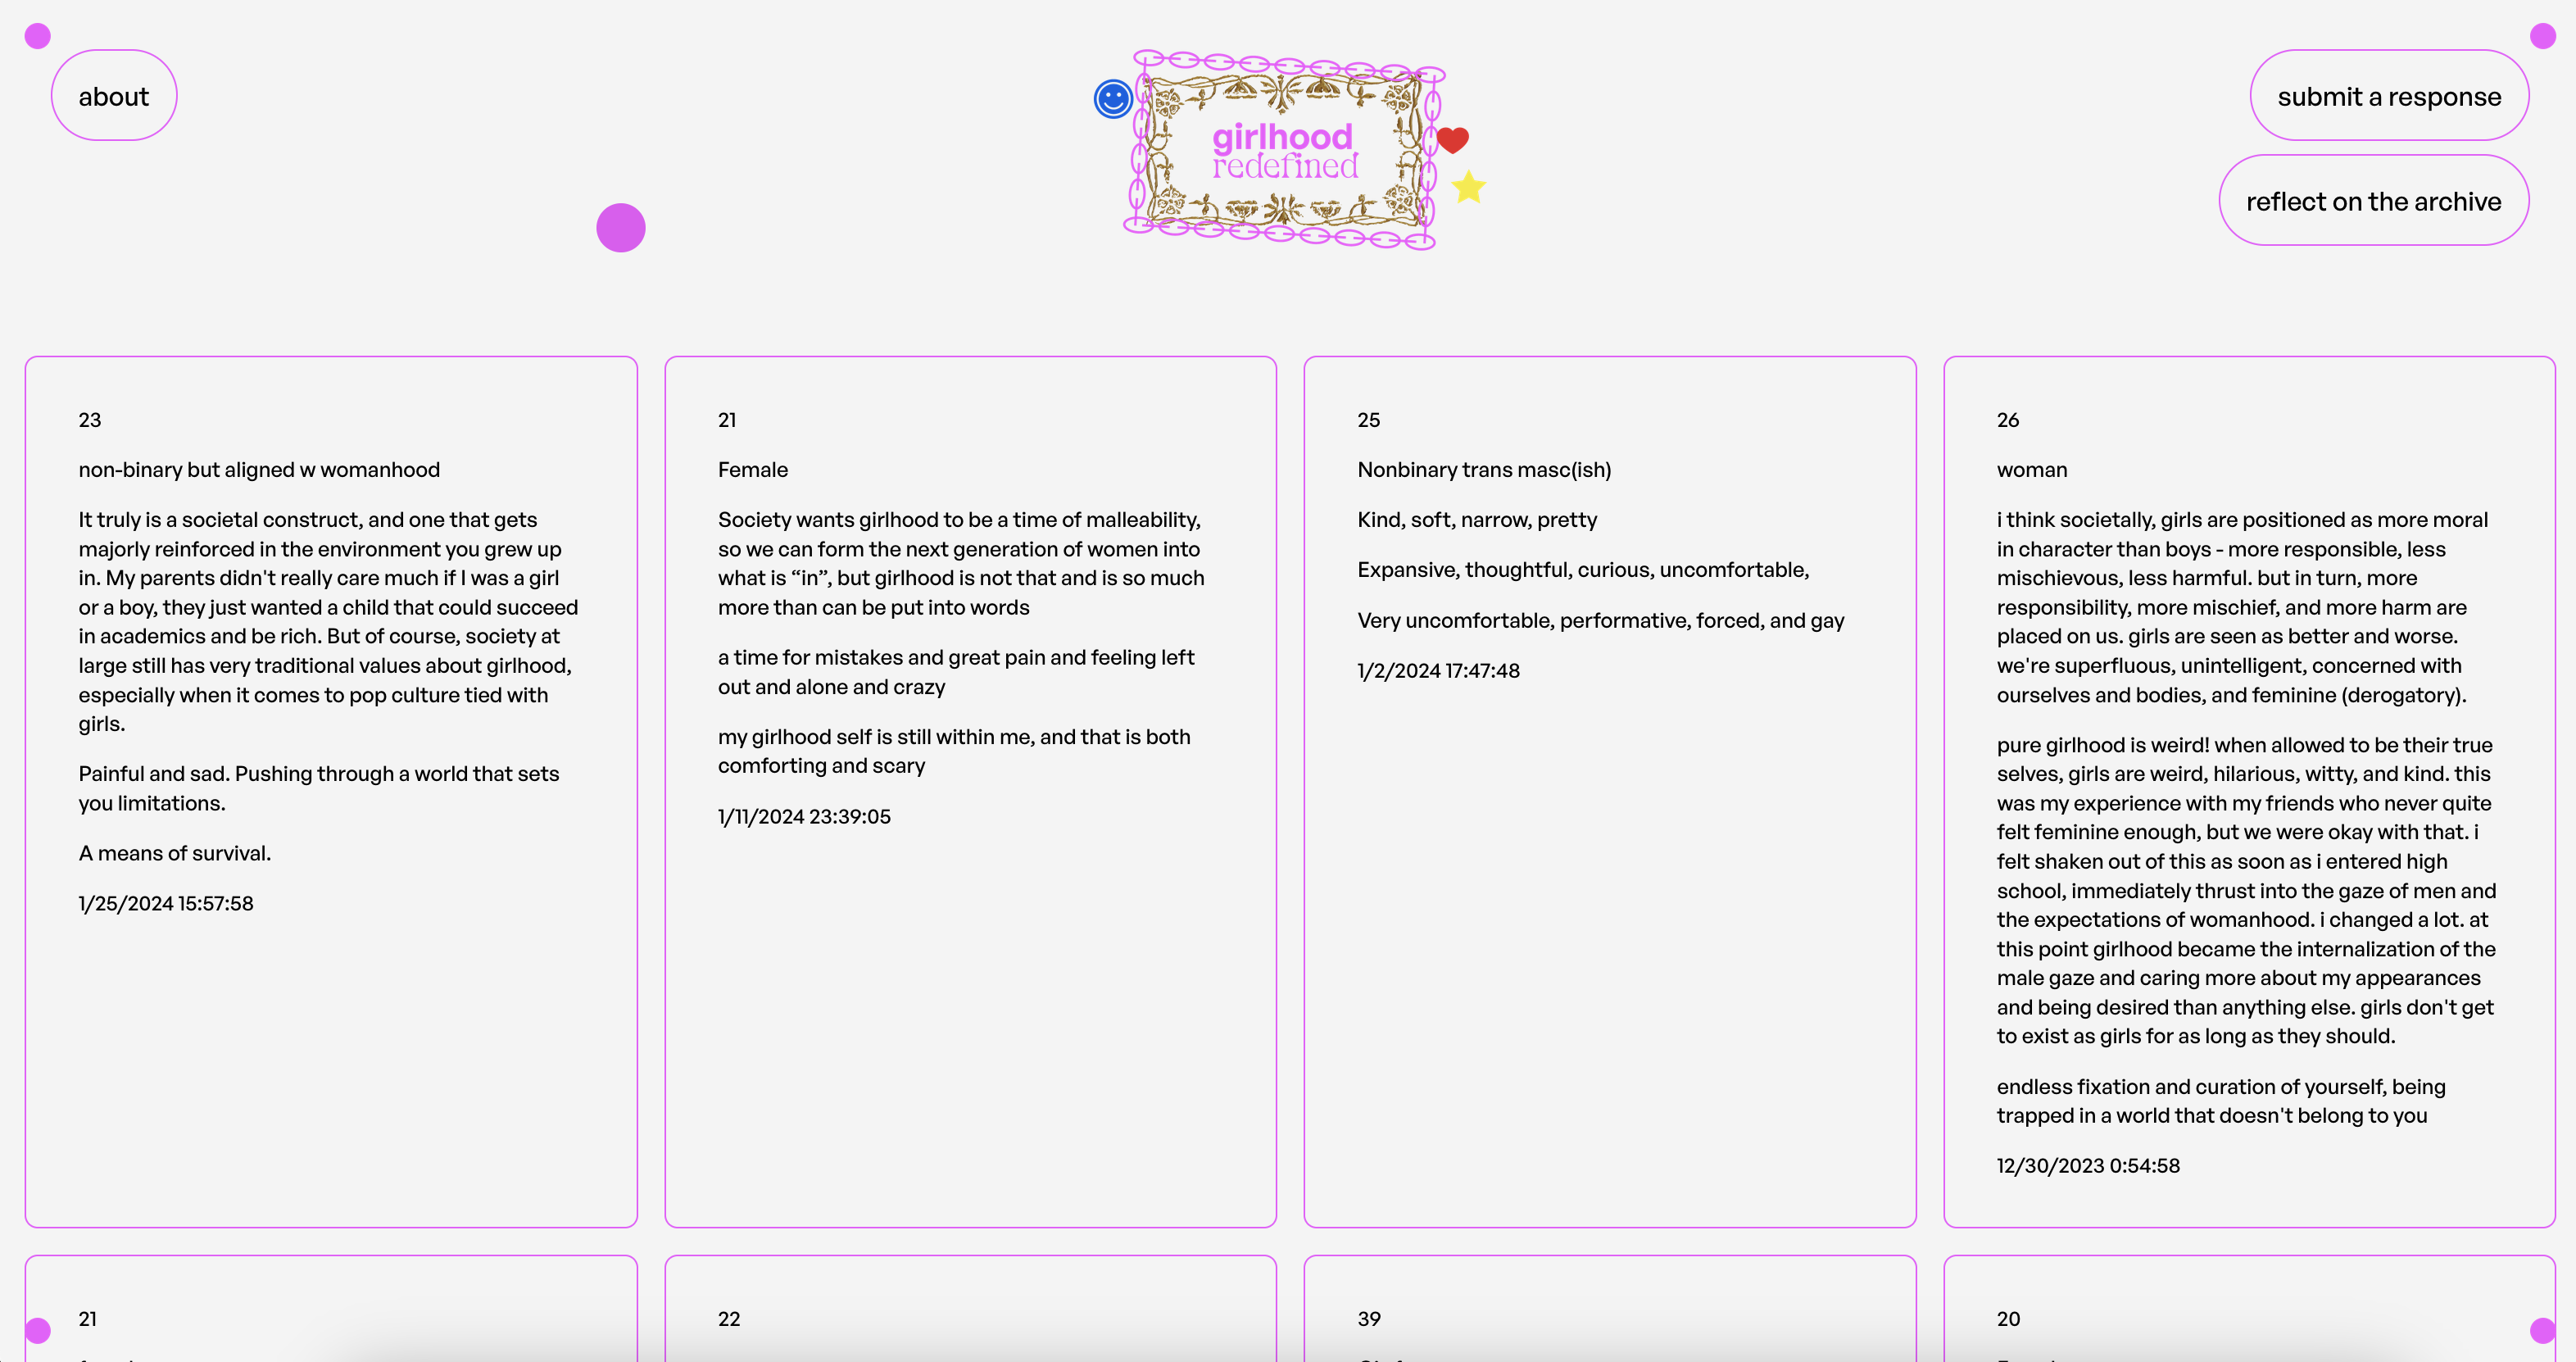 about
girlhood
redefined
submit a response
reflect on the archive
23
non-binary but aligned w womanhood
It truly is a societal construct, and one that gets
majorly reinforced in the environment you grew up
in. My parents didn't really care much if I was a girl
or a boy, they just wanted a child that could succeed
in academics and be rich. But of course, society at
large still has very traditional values about girlhood,
especially when it comes to pop culture tied with
girls.
Painful and sad. Pushing through a world that sets
you limitations.
A means of survival.
1/25/2024 15:57:58
21
Female
Society wants girlhood to be a time of malleability,
so we can form the next generation of women into
what is “in”, but girlhood is not that and is so much
more than can be put into words
a time for mistakes and great pain and feeling left
out and alone and crazy
my girlhood self is still within me, and that is both
comforting and scary
1/11/2024 23:39:05
25
Nonbinary trans masc(ish)
Kind, soft, narrow, pretty
Expansive, thoughtful, curious, uncomfortable,
Very uncomfortable, performative, forced, and gay
1/2/2024 17:47:48
26
woman
i think societally, girls are positioned as more moral
in character than boys - more responsible, less
mischievous, less harmful. but in turn, more
responsibility, more mischief, and more harm are
placed on us. girls are seen as better and worse.
we're superfluous, unintelligent, concerned with
ourselves and bodies, and feminine (derogatory).
pure girlhood is weird! when allowed to be their true
selves, girls are weird, hilarious, witty, and kind. this
was my experience with my friends who never quite
felt feminine enough, but we were okay with that. i
felt shaken out of this as soon as i entered high
school, immediately thrust into the gaze of men and
the expectations of womanhood. i changed a lot. at
this point girlhood became the internalization of the
male gaze and caring more about my appearances
and being desired than anything else. girls don't get
to exist as girls for as long as they should.
endless fixation and curation of yourself, being
trapped in a world that doesn't belong to you
12/30/2023 0:54:58
21
22
39
20